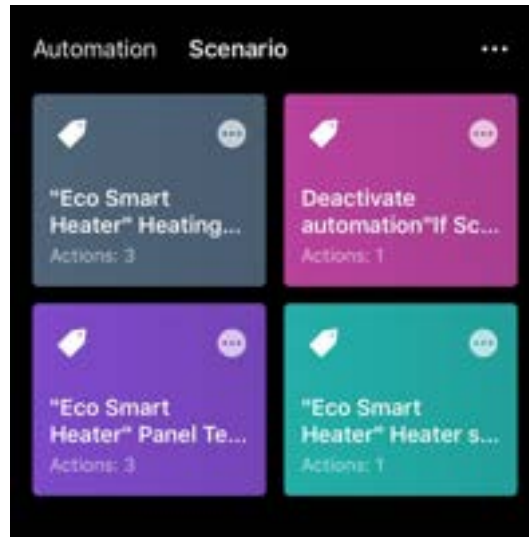 Automation Scenario
"Eco Smart
Heater" Heating...
Actions: 3
Deactivate
automation"If Sc...
Actions: 1
"Eco Smart
Heater" Panel Te...
Actions: 3
"Eco Smart
Heater" Heater s...
Actions: 1